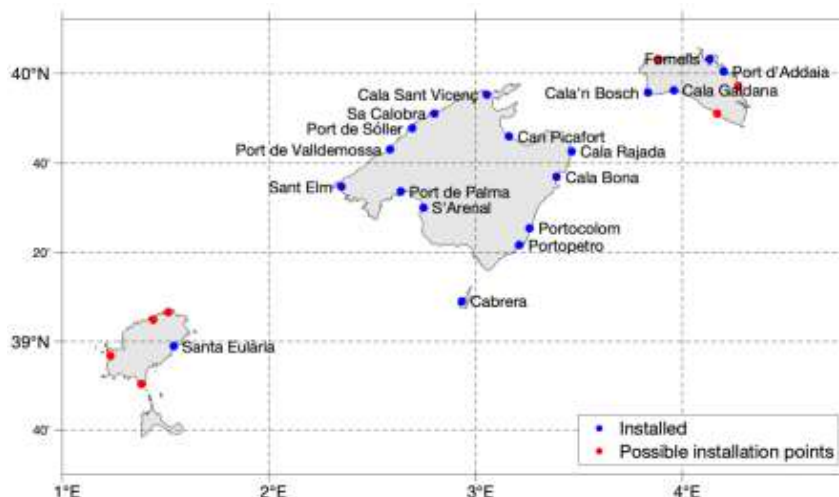 Fornells
40°N
Port d'Addaia
Cala Sant Vicenç
Cala'n Bosch
Cala Galdana
Sa Calobra
Port de Sóller
Can Picafort
Port de Valldemossa
Cala Rajada
40'
Cala Bona
Sant Elm
Port de Palma
S'Arenal
Portocolom
Portopetro
20'
Cabrera
39°N
Santa Eulària
40'
Installed
Possible installation points
1°E
2°E
3°E
4°E